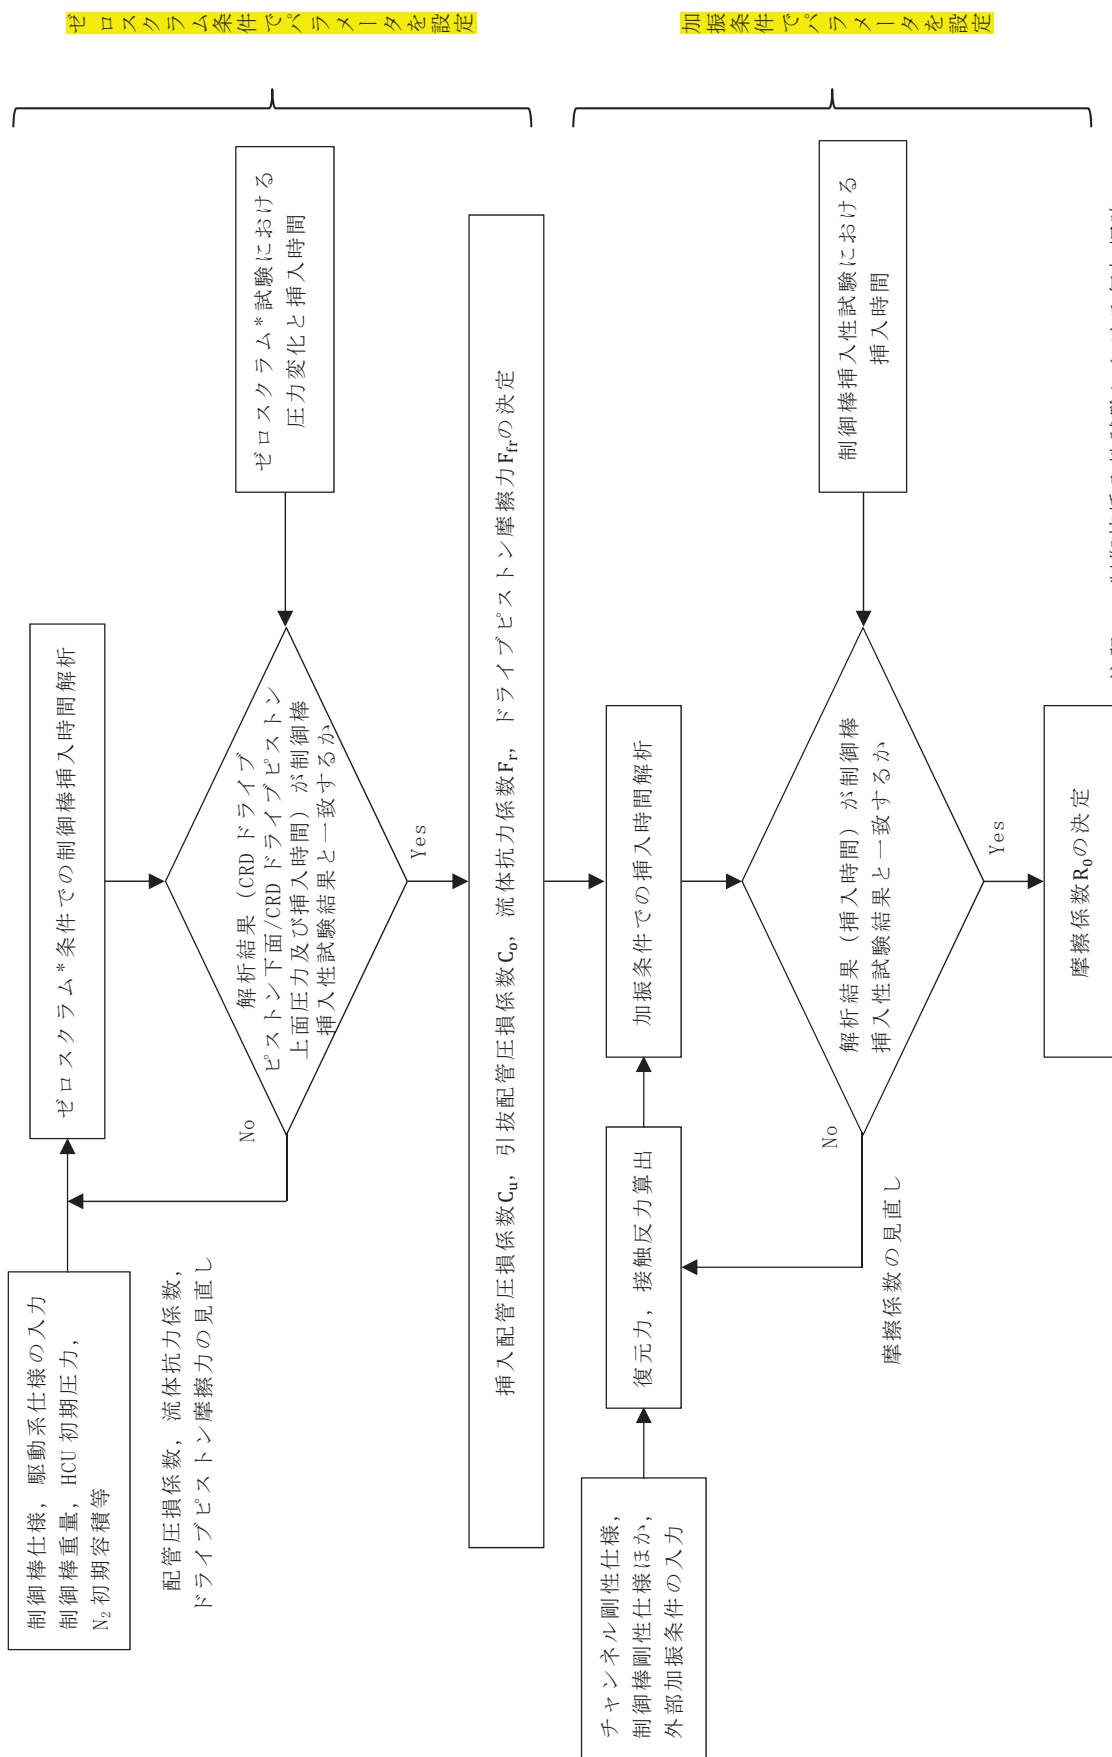 ゼロスクラム条件でパラメータを設定
制御棒仕様，駆動系仕様の入力
制御棒重量，HCU 初期圧力，
N₂初期容積等
ゼロスクラム*条件での制御棒挿入時間解析
配管圧損係数，流体抗力係数，
ドライブピストン摩擦力の見直し
No
解析結果（CRD ドライブ
ピストン下面/CRD ドライブピストン
上面圧力及び挿入時間）が制御棒
挿入性試験結果と一致するか
Yes
ゼロスクラム*試験における
圧力変化と挿入時間
挿入配管圧損係数Cᵤ，引抜配管圧損係数Cₒ，流体抗力係数Fᵣ，ドライブピストン摩擦力F_frの決定
加振条件でパラメータを設定
チャンネル剛性仕様，
制御棒剛性仕様ほか，
外部加振条件の入力
復元力，接触反力算出
加振条件での挿入時間解析
摩擦係数の見直し
No
解析結果（挿入時間）が制御棒
挿入性試験結果と一致するか
Yes
制御棒挿入性試験における
挿入時間
摩擦係数R₀の決定